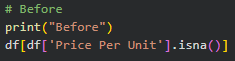 # Before
print("Before")
df[df['Price Per Unit'].isna()]